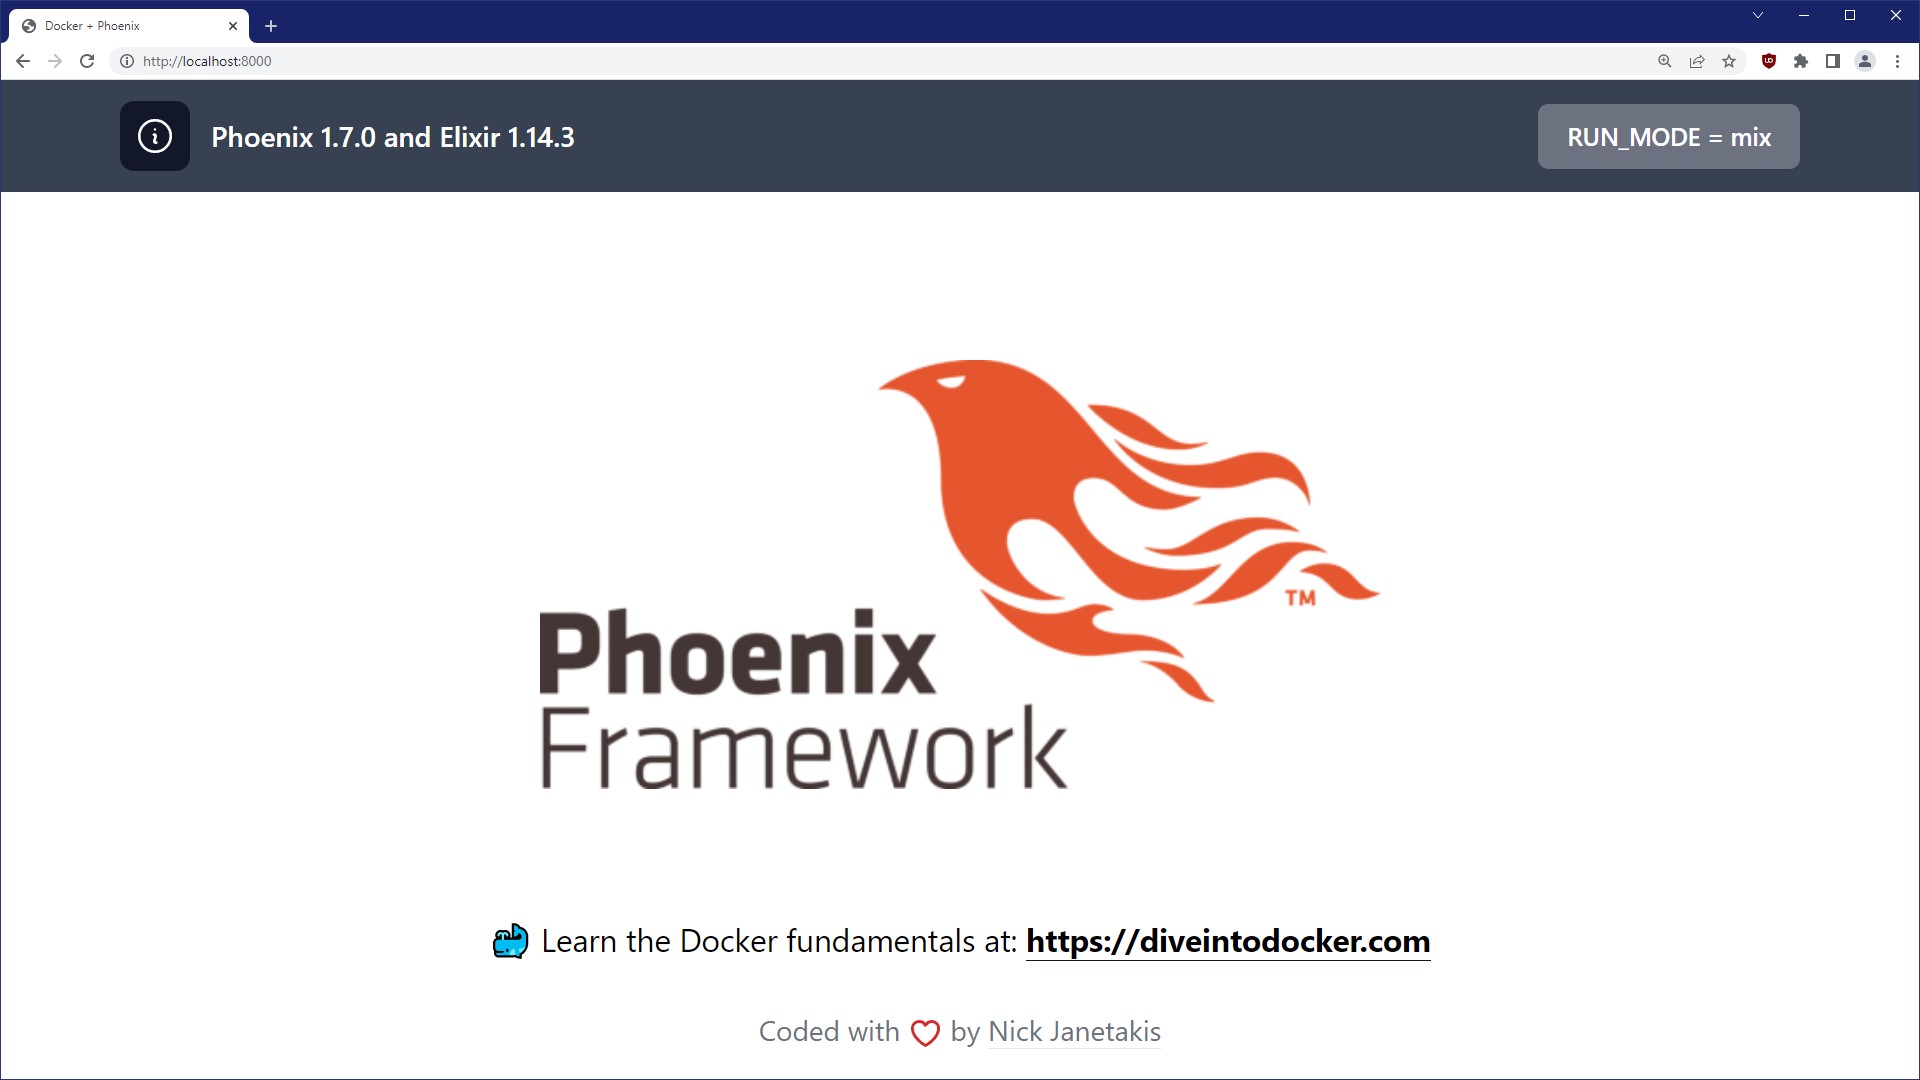 Docker + Phoenix
http://localhost:8000
Phoenix 1.7.0 and Elixir 1.14.3
RUN_MODE = mix
Phoenix
Framework
TM
Learn the Docker fundamentals at: https://diveintodocker.com
Coded with by Nick Janetakis